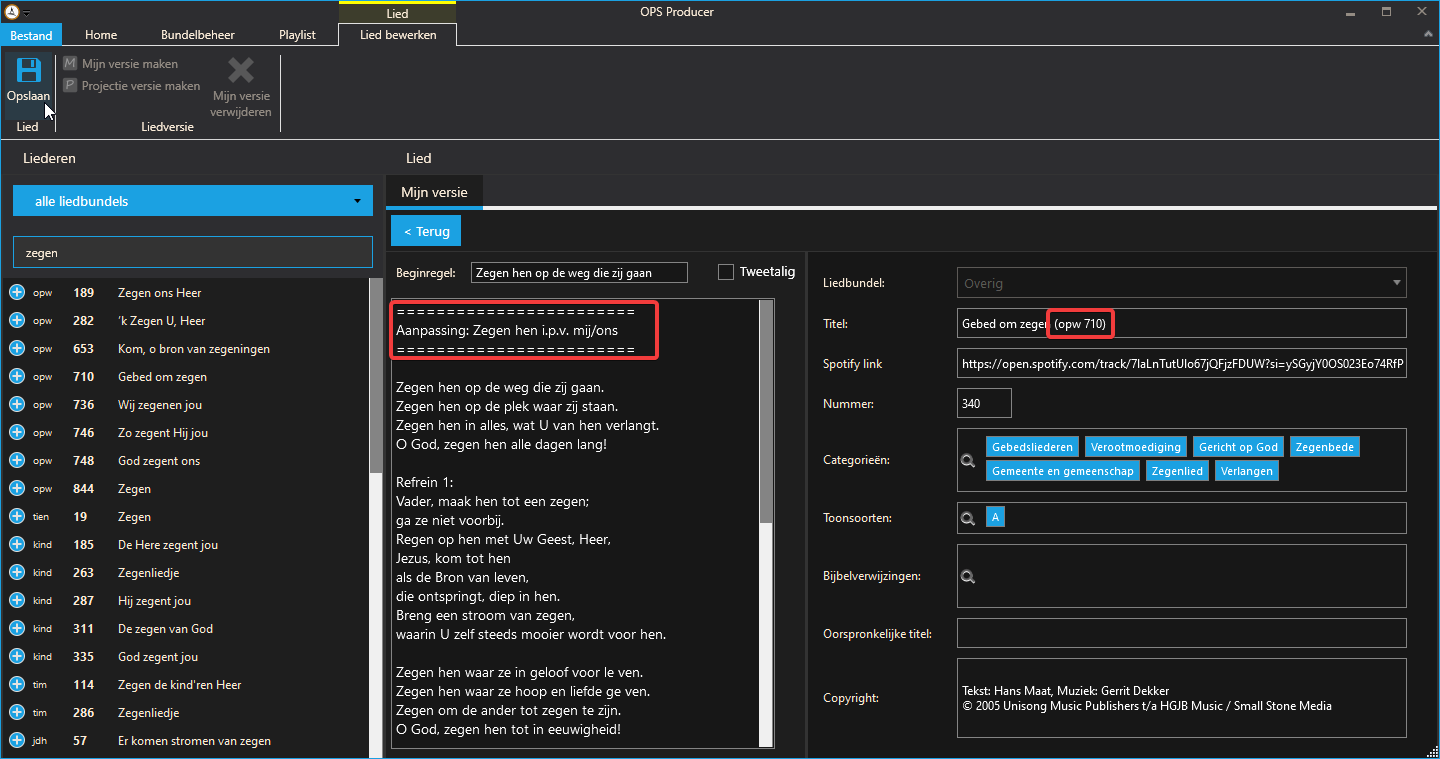 OPS Producer
Lied
Bestand Home Bundelbeheer Playlist Lied bewerken
Opslaan
M Mijn versie maken
P Projectie versie maken
Mijn versie
verwijderen
Lied Liedversie
Liederen
alle liedbundels
zegen
opw 189 Zegen ons Heer
opw 282 'k Zegen U, Heer
opw 653 Kom, o bron van zegeningen
opw 710 Gebed om zegen
opw 736 Wij zegenen jou
opw 746 Zo zegent Hij jou
opw 748 God zegent ons
opw 844 Zegen
tien 19 Zegen
kind 185 De Here zegent jou
kind 263 Zegenliedje
kind 287 Hij zegent jou
kind 311 De zegen van God
kind 335 God zegent jou
tim 114 Zegen de kind'ren Heer
tim 286 Zegenliedje
jdh 57 Er komen stromen van zegen
Lied
Mijn versie
< Terug
Beginregel: Zegen hen op de weg die zij gaan Tweetalig
========================
Aanpassing: Zegen hen i.p.v. mij/ons
========================
Zegen hen op de weg die zij gaan.
Zegen hen op de plek waar zij staan.
Zegen hen in alles, wat U van hen verlangt.
O God, zegen hen alle dagen lang!
Refrein 1:
Vader, maak hen tot een zegen;
ga ze niet voorbij.
Regen op hen met Uw Geest, Heer,
Jezus, kom tot hen
als de Bron van leven,
die ontspringt, diep in hen.
Breng een stroom van zegen,
waarin U zelf steeds mooier wordt voor hen.
Zegen hen waar ze in geloof voor le ven.
Zegen hen waar ze hoop en liefde ge ven.
Zegen om de ander tot zegen te zijn.
O God, zegen hen tot in eeuwigheid!
Liedbundel: Overig
Titel: Gebed om zegen (opw 710)
Spotify link https://open.spotify.com/track/7IaLnTutUIo67jQFjzFDUW?si=ySGyjY0OS023Eo74RfP
Nummer: 340
Categorieën: Gebedsliederen Verootmoediging Gericht op God Zegenbede
Gemeente en gemeenschap Zegenlied Verlangen
Toonsoorten: A
Bijbelverwijzingen:
Oorspronkelijke titel:
Copyright: Tekst: Hans Maat, Muziek: Gerrit Dekker
© 2005 Unisong Music Publishers t/a HGJB Music / Small Stone Media